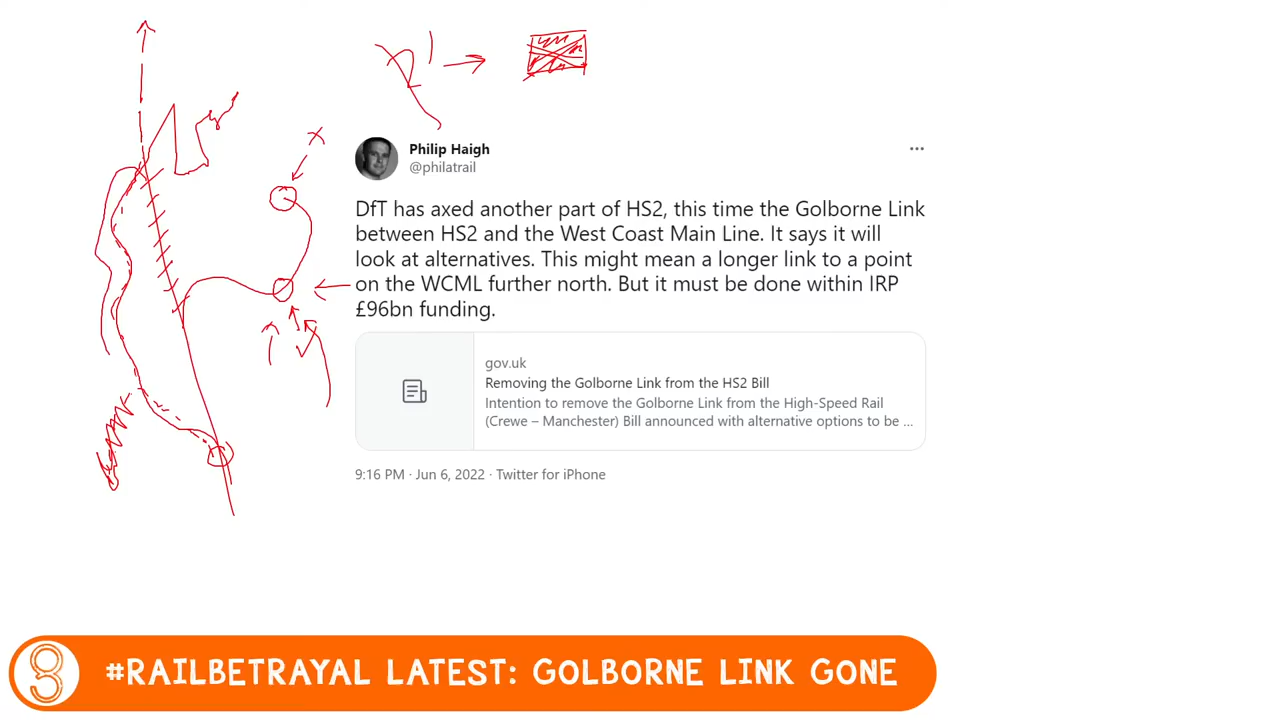 Philip Haigh
@philatrail
DfT has axed another part of HS2, this time the Golborne Link
between HS2 and the West Coast Main Line. It says it will
look at alternatives. This might mean a longer link to a point
on the WCML further north. But it must be done within IRP
£96bn funding.
gov.uk
Removing the Golborne Link from the HS2 Bill
Intention to remove the Golborne Link from the High-Speed Rail
(Crewe – Manchester) Bill announced with alternative options to be ...
9:16 PM · Jun 6, 2022 · Twitter for iPhone
#RAILBETRAYAL LATEST: GOLBORNE LINK GONE